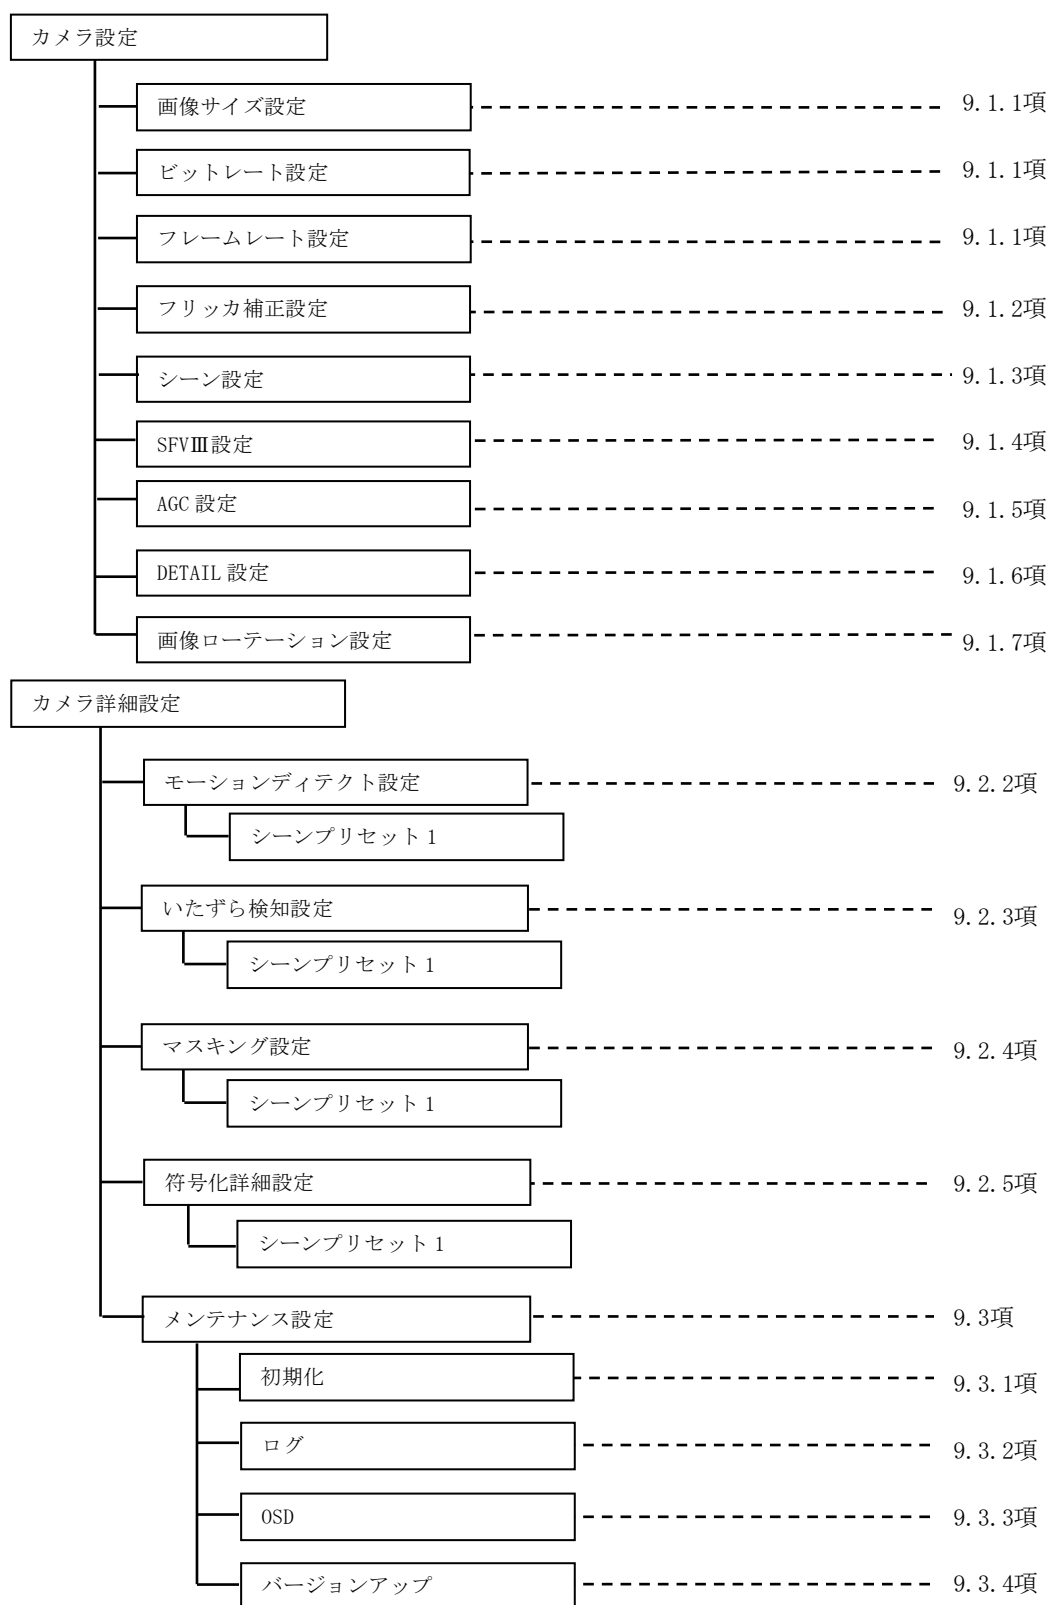 カメラ設定
画像サイズ設定 9.1.1項
ビットレート設定 9.1.1項
フレームレート設定 9.1.1項
フリッカ補正設定 9.1.2項
シーン設定 9.1.3項
SFVⅢ設定 9.1.4項
AGC設定 9.1.5項
DETAIL設定 9.1.6項
画像ローテーション設定 9.1.7項
カメラ詳細設定
モーションディテクト設定 9.2.2項
シーンプリセット1
いたずら検知設定 9.2.3項
シーンプリセット1
マスキング設定 9.2.4項
シーンプリセット1
符号化詳細設定 9.2.5項
シーンプリセット1
メンテナンス設定 9.3項
初期化 9.3.1項
ログ 9.3.2項
OSD 9.3.3項
バージョンアップ 9.3.4項